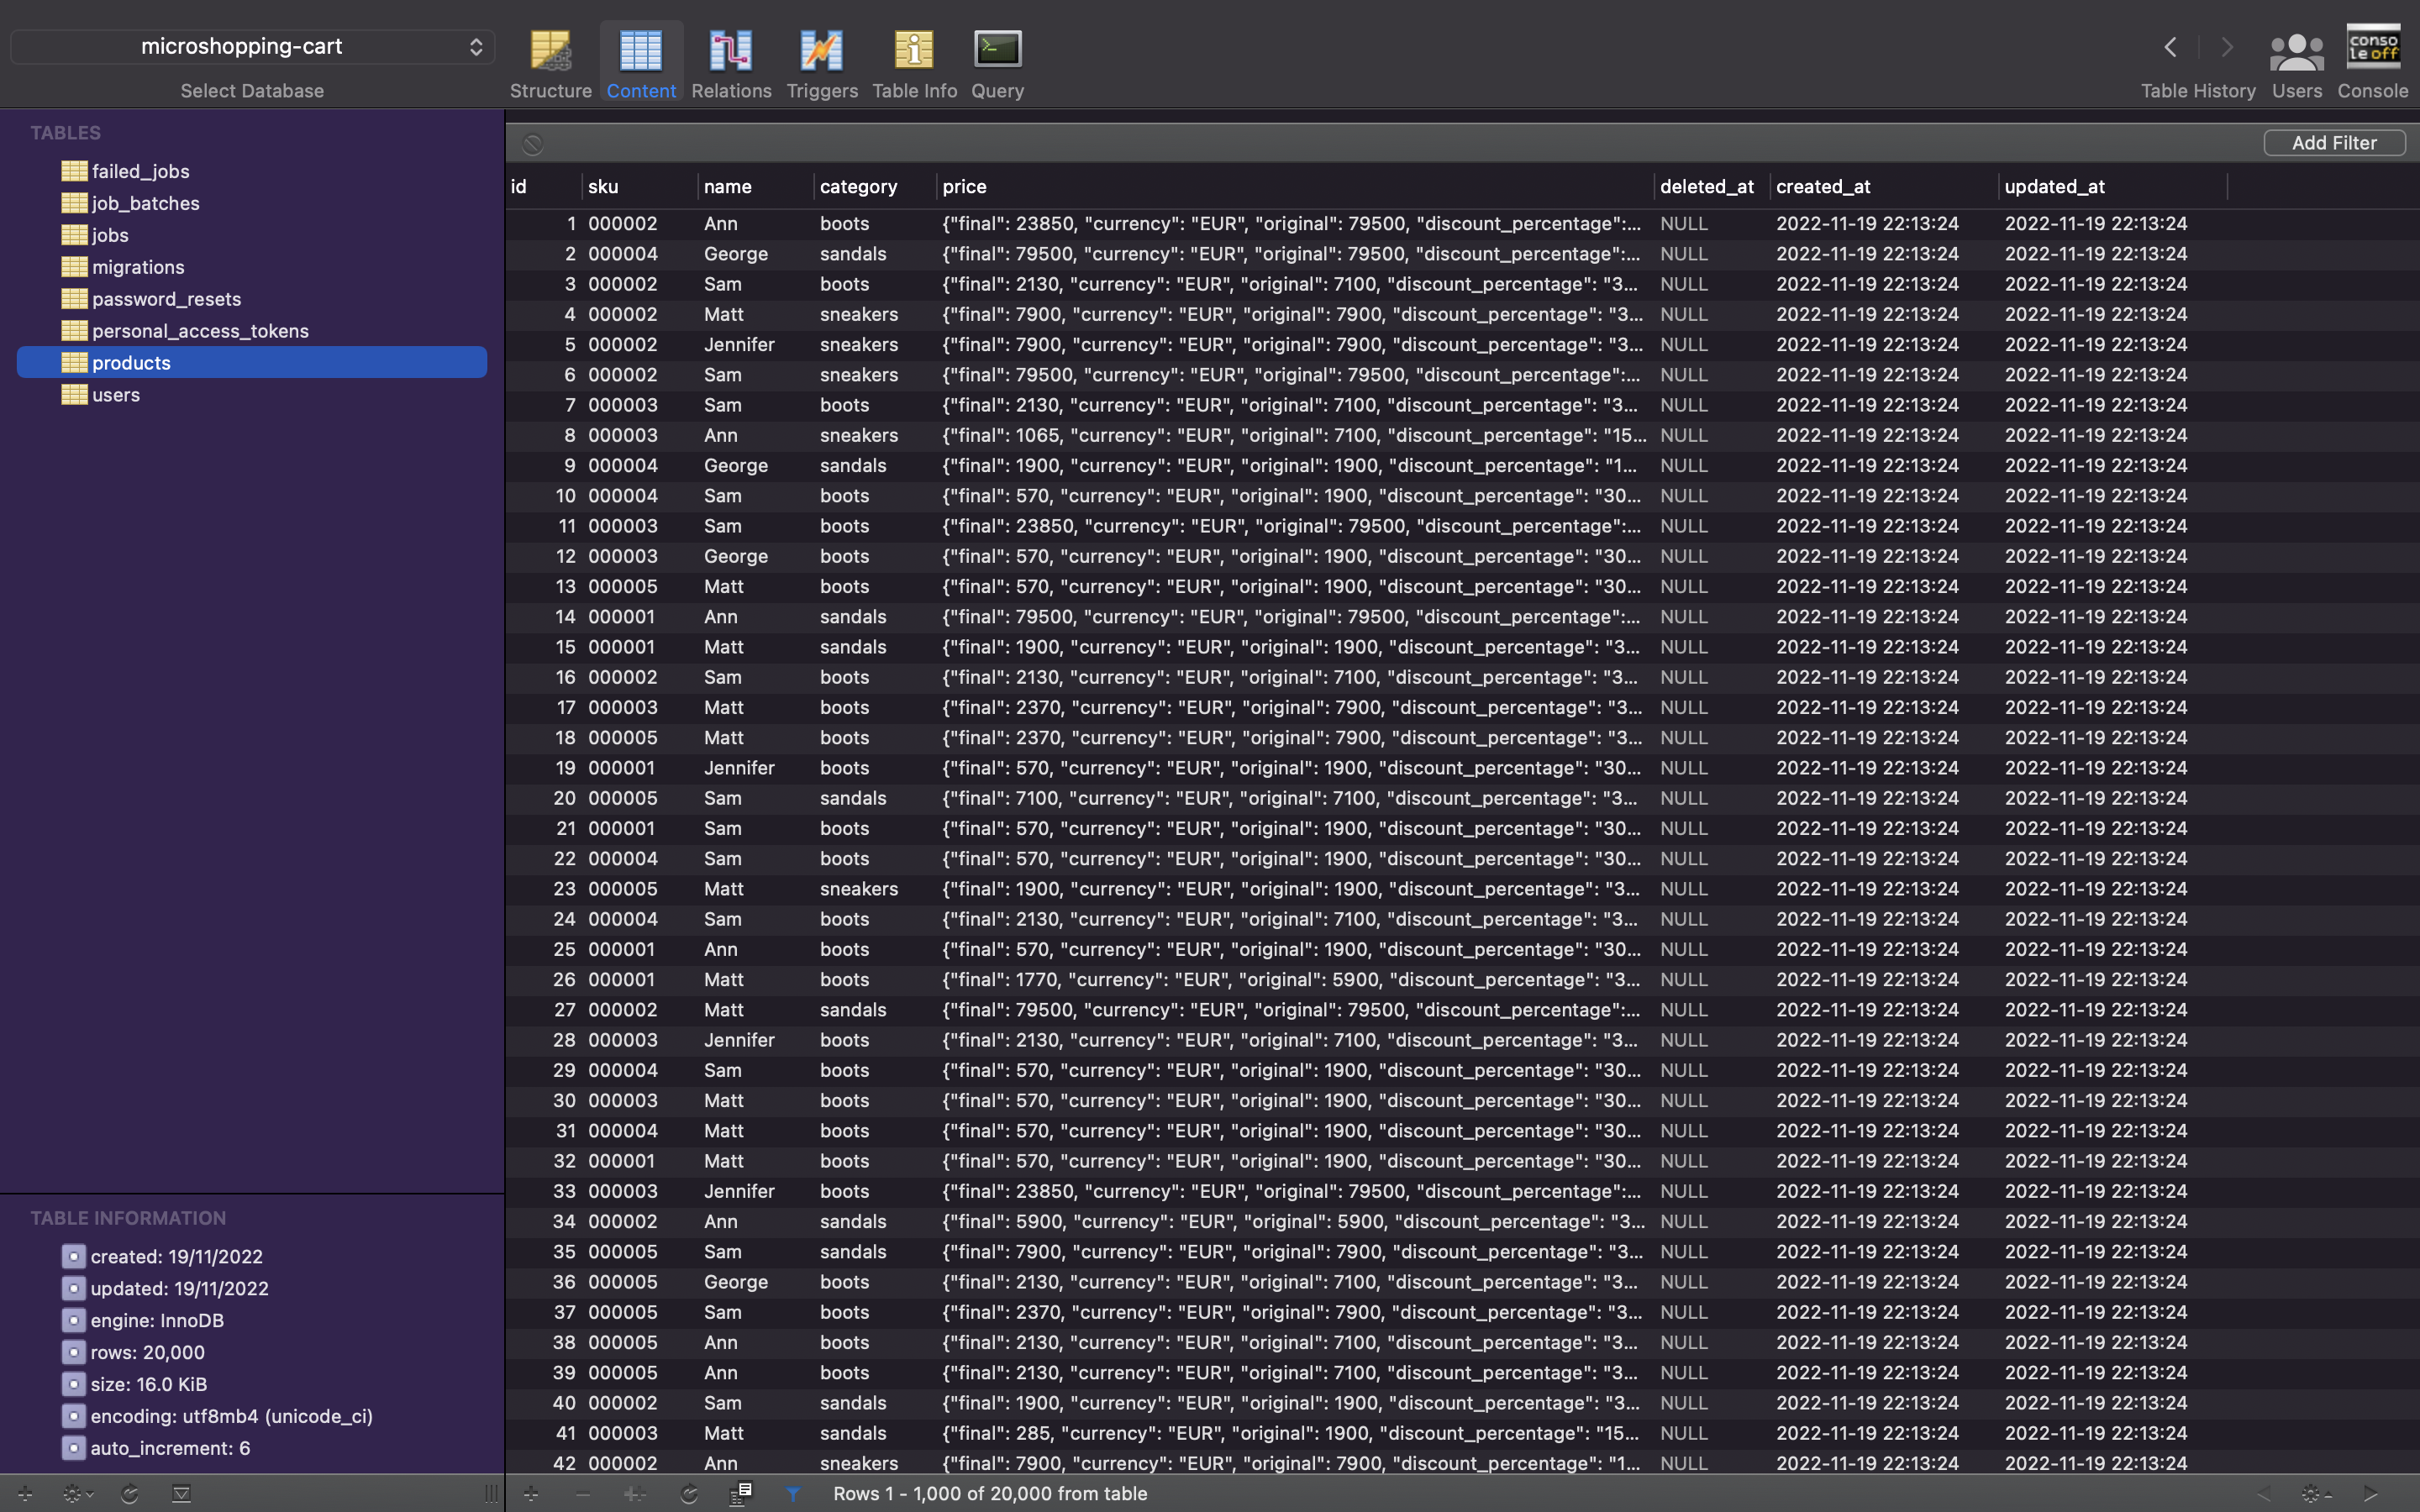 microshopping-cart
Select Database
Structure Content Relations Triggers Table Info Query
Table History Users Console
conso
le off
TABLES
failed_jobs
job_batches
jobs
migrations
password_resets
personal_access_tokens
products
users
TABLE INFORMATION
created: 19/11/2022
updated: 19/11/2022
engine: InnoDB
rows: 20,000
size: 16.0 KiB
encoding: utf8mb4 (unicode_ci)
auto_increment: 6
Add Filter
id sku name category price deleted_at created_at updated_at
1 000002 Ann boots {"final": 23850, "currency": "EUR", "original": 79500, "discount_percentage":... NULL 2022-11-19 22:13:24 2022-11-19 22:13:24
2 000004 George sandals {"final": 79500, "currency": "EUR", "original": 79500, "discount_percentage":... NULL 2022-11-19 22:13:24 2022-11-19 22:13:24
3 000002 Sam boots {"final": 2130, "currency": "EUR", "original": 7100, "discount_percentage": "3... NULL 2022-11-19 22:13:24 2022-11-19 22:13:24
4 000002 Matt sneakers {"final": 7900, "currency": "EUR", "original": 7900, "discount_percentage": "3... NULL 2022-11-19 22:13:24 2022-11-19 22:13:24
5 000002 Jennifer sneakers {"final": 7900, "currency": "EUR", "original": 7900, "discount_percentage": "3... NULL 2022-11-19 22:13:24 2022-11-19 22:13:24
6 000002 Sam sneakers {"final": 79500, "currency": "EUR", "original": 79500, "discount_percentage":... NULL 2022-11-19 22:13:24 2022-11-19 22:13:24
7 000003 Sam boots {"final": 2130, "currency": "EUR", "original": 7100, "discount_percentage": "3... NULL 2022-11-19 22:13:24 2022-11-19 22:13:24
8 000003 Ann sneakers {"final": 1065, "currency": "EUR", "original": 7100, "discount_percentage": "15... NULL 2022-11-19 22:13:24 2022-11-19 22:13:24
9 000004 George sandals {"final": 1900, "currency": "EUR", "original": 1900, "discount_percentage": "1... NULL 2022-11-19 22:13:24 2022-11-19 22:13:24
10 000004 Sam boots {"final": 570, "currency": "EUR", "original": 1900, "discount_percentage": "30... NULL 2022-11-19 22:13:24 2022-11-19 22:13:24
11 000003 Sam boots {"final": 23850, "currency": "EUR", "original": 79500, "discount_percentage":... NULL 2022-11-19 22:13:24 2022-11-19 22:13:24
12 000003 George boots {"final": 570, "currency": "EUR", "original": 1900, "discount_percentage": "30... NULL 2022-11-19 22:13:24 2022-11-19 22:13:24
13 000005 Matt boots {"final": 570, "currency": "EUR", "original": 1900, "discount_percentage": "30... NULL 2022-11-19 22:13:24 2022-11-19 22:13:24
14 000001 Ann sandals {"final": 79500, "currency": "EUR", "original": 79500, "discount_percentage":... NULL 2022-11-19 22:13:24 2022-11-19 22:13:24
15 000001 Matt sandals {"final": 1900, "currency": "EUR", "original": 1900, "discount_percentage": "3... NULL 2022-11-19 22:13:24 2022-11-19 22:13:24
16 000002 Sam boots {"final": 2130, "currency": "EUR", "original": 7100, "discount_percentage": "3... NULL 2022-11-19 22:13:24 2022-11-19 22:13:24
17 000003 Matt boots {"final": 2370, "currency": "EUR", "original": 7900, "discount_percentage": "3... NULL 2022-11-19 22:13:24 2022-11-19 22:13:24
18 000005 Matt boots {"final": 2370, "currency": "EUR", "original": 7900, "discount_percentage": "3... NULL 2022-11-19 22:13:24 2022-11-19 22:13:24
19 000001 Jennifer boots {"final": 570, "currency": "EUR", "original": 1900, "discount_percentage": "30... NULL 2022-11-19 22:13:24 2022-11-19 22:13:24
20 000005 Sam sandals {"final": 7100, "currency": "EUR", "original": 7100, "discount_percentage": "3... NULL 2022-11-19 22:13:24 2022-11-19 22:13:24
21 000001 Sam boots {"final": 570, "currency": "EUR", "original": 1900, "discount_percentage": "30... NULL 2022-11-19 22:13:24 2022-11-19 22:13:24
22 000004 Sam boots {"final": 570, "currency": "EUR", "original": 1900, "discount_percentage": "30... NULL 2022-11-19 22:13:24 2022-11-19 22:13:24
23 000005 Matt sneakers {"final": 1900, "currency": "EUR", "original": 1900, "discount_percentage": "3... NULL 2022-11-19 22:13:24 2022-11-19 22:13:24
24 000004 Sam boots {"final": 2130, "currency": "EUR", "original": 7100, "discount_percentage": "3... NULL 2022-11-19 22:13:24 2022-11-19 22:13:24
25 000001 Ann boots {"final": 570, "currency": "EUR", "original": 1900, "discount_percentage": "30... NULL 2022-11-19 22:13:24 2022-11-19 22:13:24
26 000001 Matt boots {"final": 1770, "currency": "EUR", "original": 5900, "discount_percentage": "3... NULL 2022-11-19 22:13:24 2022-11-19 22:13:24
27 000002 Matt sandals {"final": 79500, "currency": "EUR", "original": 79500, "discount_percentage":... NULL 2022-11-19 22:13:24 2022-11-19 22:13:24
28 000003 Jennifer boots {"final": 2130, "currency": "EUR", "original": 7100, "discount_percentage": "3... NULL 2022-11-19 22:13:24 2022-11-19 22:13:24
29 000004 Sam boots {"final": 570, "currency": "EUR", "original": 1900, "discount_percentage": "30... NULL 2022-11-19 22:13:24 2022-11-19 22:13:24
30 000003 Matt boots {"final": 570, "currency": "EUR", "original": 1900, "discount_percentage": "30... NULL 2022-11-19 22:13:24 2022-11-19 22:13:24
31 000004 Matt boots {"final": 570, "currency": "EUR", "original": 1900, "discount_percentage": "30... NULL 2022-11-19 22:13:24 2022-11-19 22:13:24
32 000001 Matt boots {"final": 570, "currency": "EUR", "original": 1900, "discount_percentage": "30... NULL 2022-11-19 22:13:24 2022-11-19 22:13:24
33 000003 Jennifer boots {"final": 23850, "currency": "EUR", "original": 79500, "discount_percentage":... NULL 2022-11-19 22:13:24 2022-11-19 22:13:24
34 000002 Ann sandals {"final": 5900, "currency": "EUR", "original": 5900, "discount_percentage": "3... NULL 2022-11-19 22:13:24 2022-11-19 22:13:24
35 000005 Sam sandals {"final": 7900, "currency": "EUR", "original": 7900, "discount_percentage": "3... NULL 2022-11-19 22:13:24 2022-11-19 22:13:24
36 000005 George boots {"final": 2130, "currency": "EUR", "original": 7100, "discount_percentage": "3... NULL 2022-11-19 22:13:24 2022-11-19 22:13:24
37 000005 Sam boots {"final": 2370, "currency": "EUR", "original": 7900, "discount_percentage": "3... NULL 2022-11-19 22:13:24 2022-11-19 22:13:24
38 000005 Ann boots {"final": 2130, "currency": "EUR", "original": 7100, "discount_percentage": "3... NULL 2022-11-19 22:13:24 2022-11-19 22:13:24
39 000005 Ann boots {"final": 2130, "currency": "EUR", "original": 7100, "discount_percentage": "3... NULL 2022-11-19 22:13:24 2022-11-19 22:13:24
40 000002 Sam sandals {"final": 1900, "currency": "EUR", "original": 1900, "discount_percentage": "3... NULL 2022-11-19 22:13:24 2022-11-19 22:13:24
41 000003 Matt sandals {"final": 285, "currency": "EUR", "original": 1900, "discount_percentage": "15... NULL 2022-11-19 22:13:24 2022-11-19 22:13:24
42 000002 Ann sneakers {"final": 7900, "currency": "EUR", "original": 7900, "discount_percentage": "1... NULL 2022-11-19 22:13:24 2022-11-19 22:13:24
Rows 1 - 1,000 of 20,000 from table